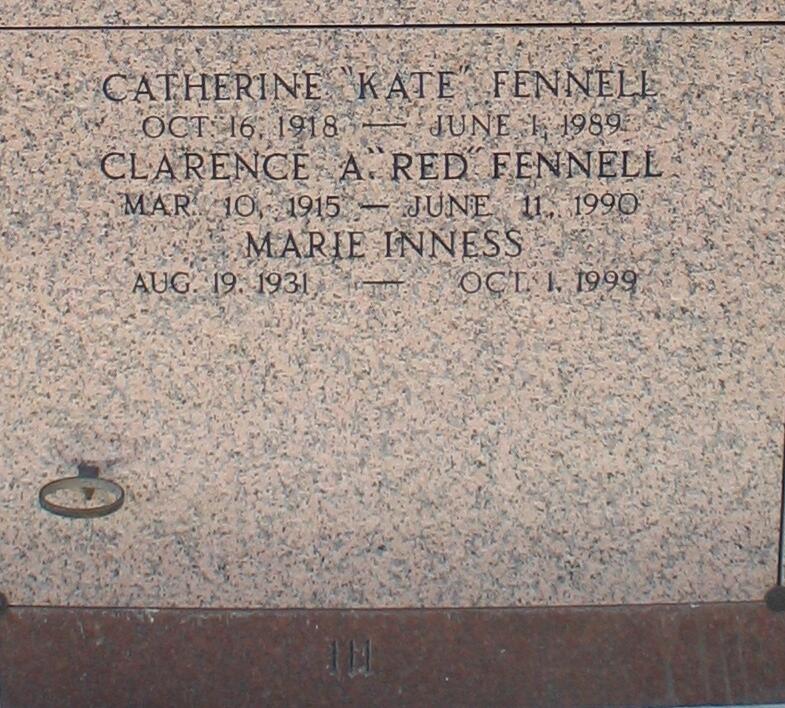 CATHERINE "KATE" FENNELL
OCT 16, 1918 — JUNE 1, 1989
CLARENCE A. "RED" FENNELL
MAR. 10, 1915 — JUNE 11, 1990
MARIE INNESS
AUG. 19, 1931 — OCT. 1, 1999